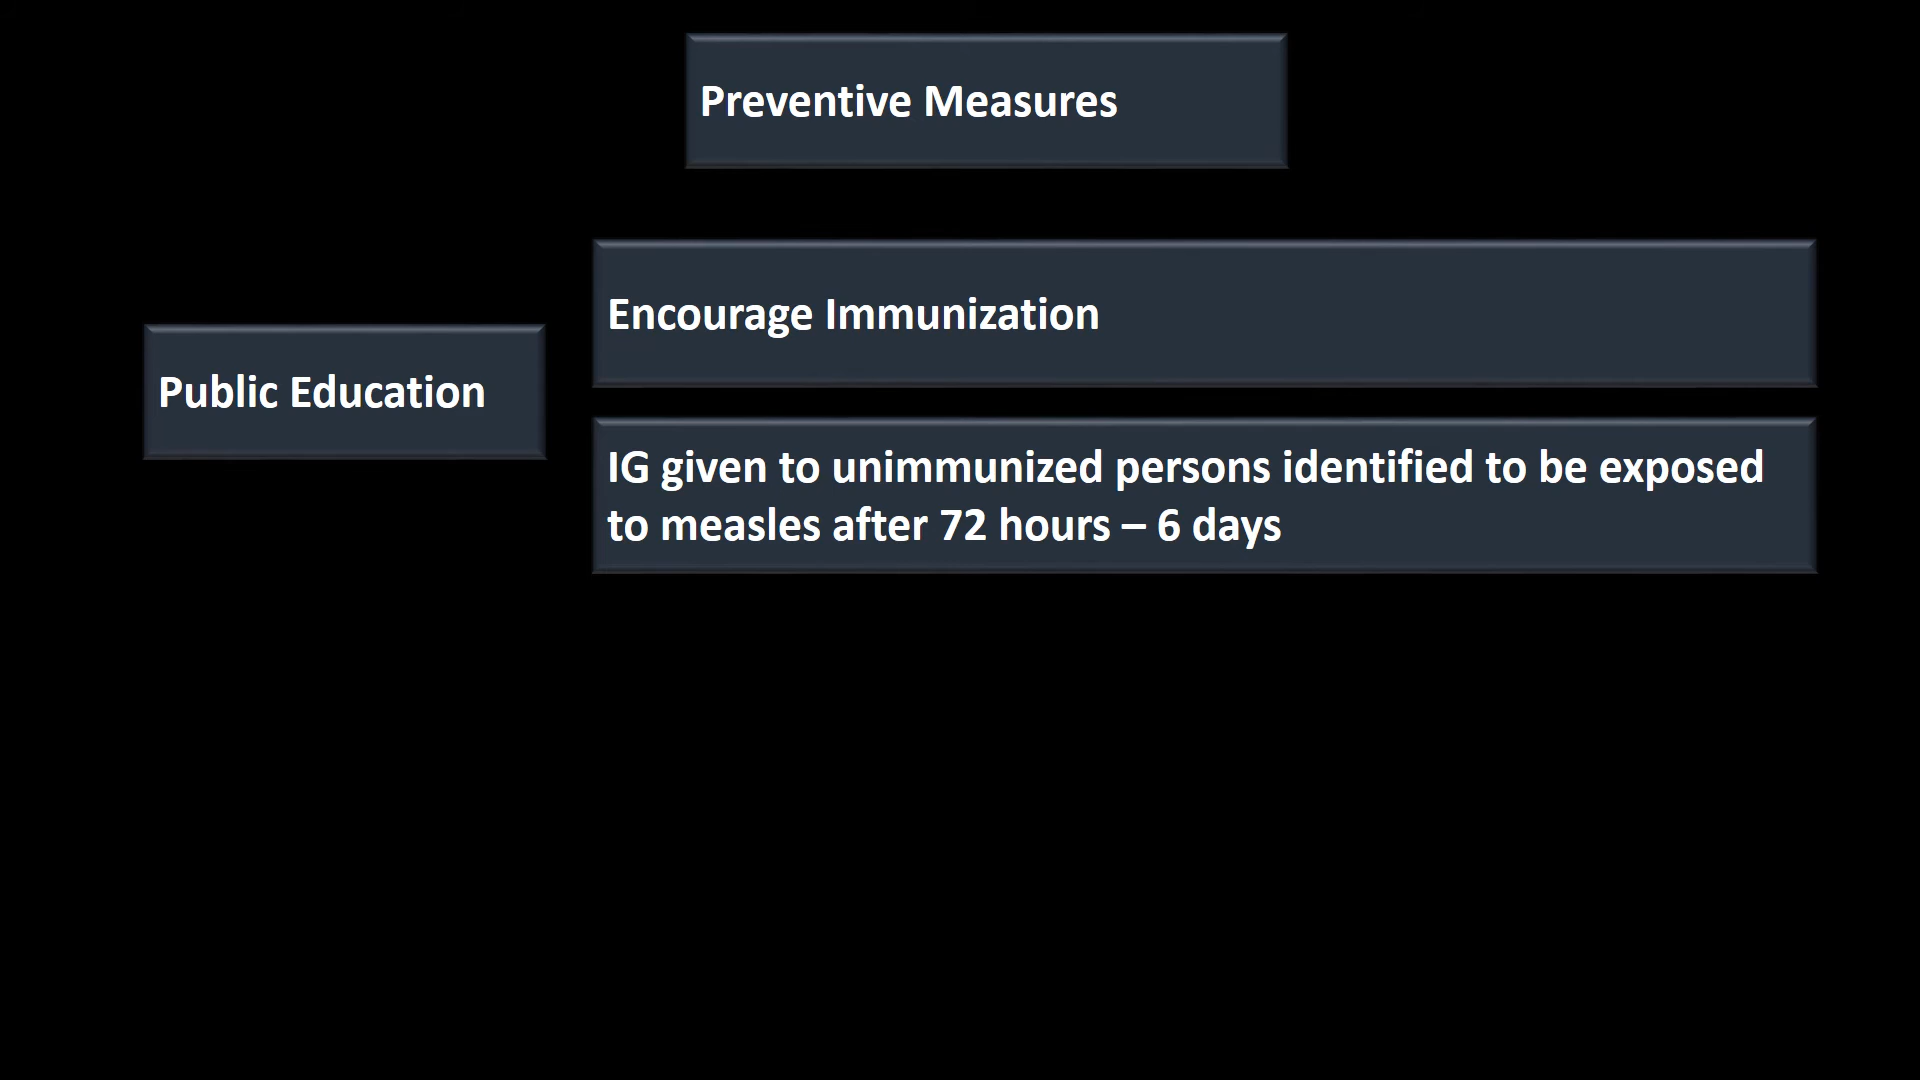 Preventive Measures
Public Education
Encourage Immunization
IG given to unimmunized persons identified to be exposed
to measles after 72 hours – 6 days